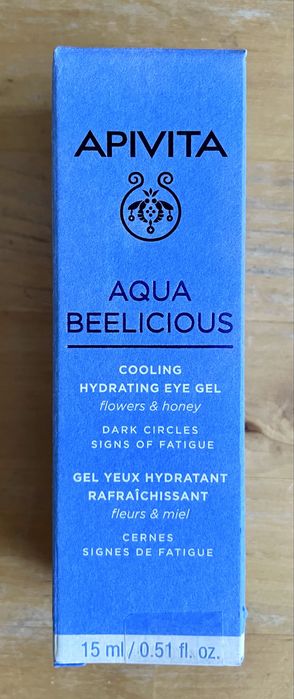 APIVITA
AQUA
BEELICIOUS
COOLING
HYDRATING EYE GEL
flowers & honey
DARK CIRCLES
SIGNS OF FATIGUE
GEL YEUX HYDRATANT
RAFRAÎCHISSANT
fleurs & miel
CERNES
SIGNES DE FATIGUE
15 ml / 0.51 fl. oz.